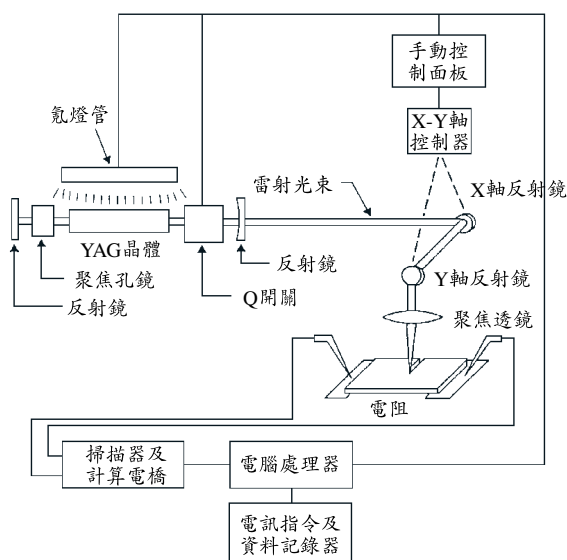 手動控
制面板
氪燈管
X-Y軸
控制器
雷射光束
X軸反射鏡
YAG晶體
反射鏡
Y軸反射鏡
聚焦孔鏡
Q開關
反射鏡
聚焦透鏡
電阻
掃描器及
計算電橋
電腦處理器
電訊指令及
資料記錄器